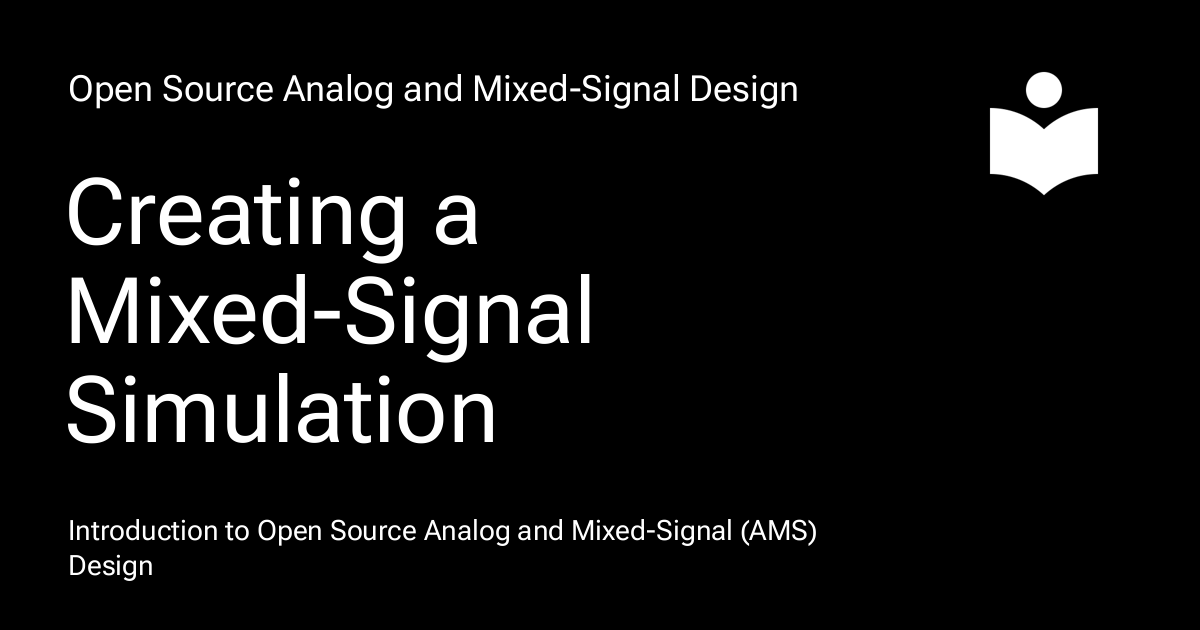 Open Source Analog and Mixed-Signal Design
Creating a
Mixed-Signal
Simulation
Introduction to Open Source Analog and Mixed-Signal (AMS)
Design